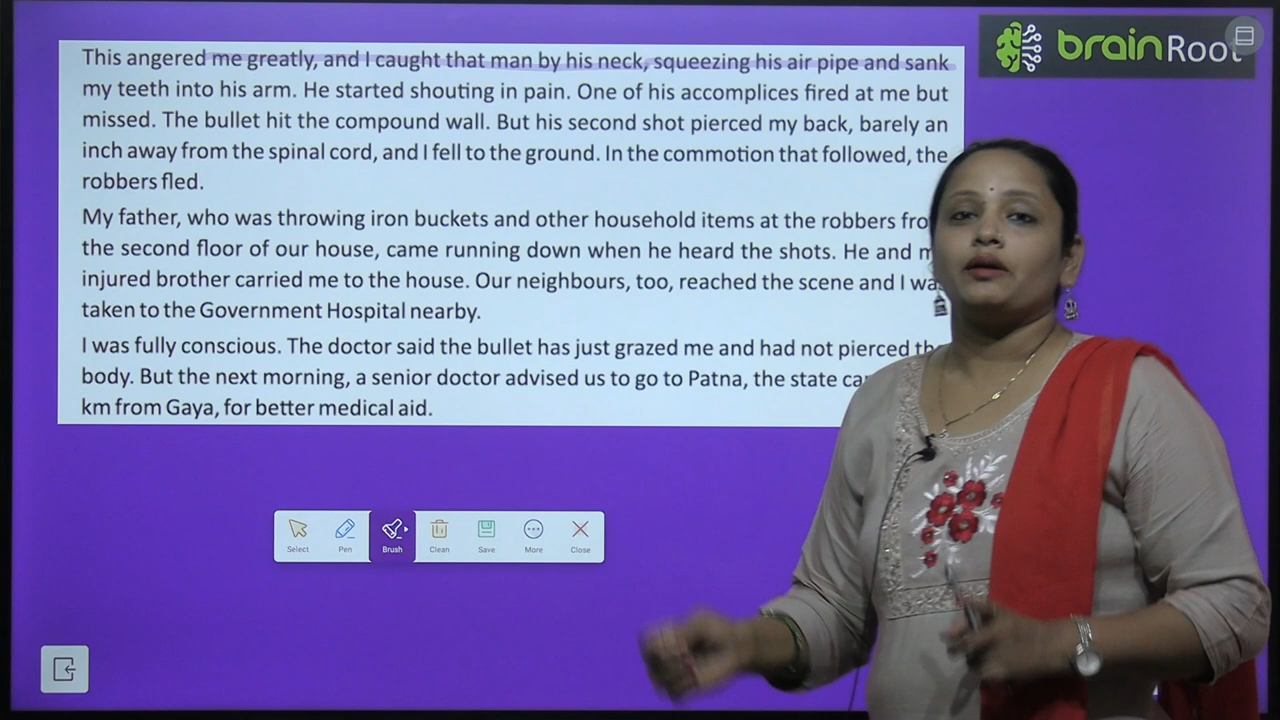 This angered me greatly, and I caught that man by his neck, squeezing his air pipe and sank
my teeth into his arm. He started shouting in pain. One of his accomplices fired at me but
missed. The bullet hit the compound wall. But his second shot pierced my back, barely an
inch away from the spinal cord, and I fell to the ground. In the commotion that followed, the
robbers fled.
My father, who was throwing iron buckets and other household items at the robbers
the second floor of our house, came running down when he heard the shots. He and
injured brother carried me to the house. Our neighbours, too, reached the scene and I
taken to the Government Hospital nearby.
I was fully conscious. The doctor said the bullet has just grazed me and had not pierced
body. But the next morning, a senior doctor advised us to go to Patna, the state
km from Gaya, for better medical aid.
brainRoot
Select Pen Brush Clean Save More Close